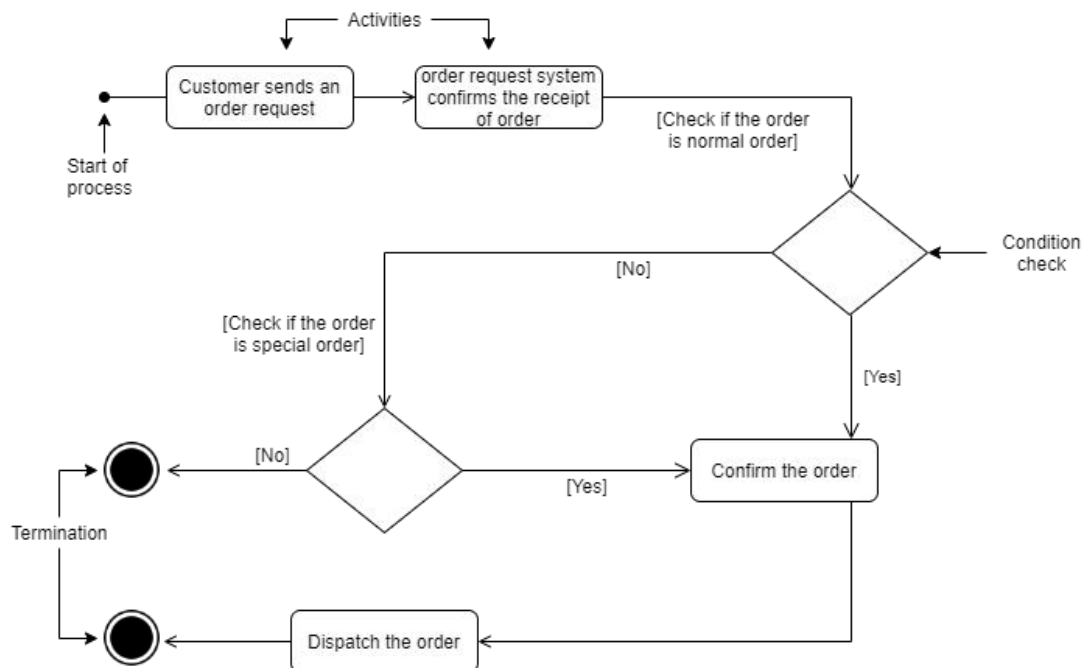 Activities
Customer sends an
order request
order request system
confirms the receipt
of order
[Check if the order
is normal order]
Start of
process
Condition
check
[No]
[Check if the order
is special order]
[Yes]
[No]
[Yes]
Confirm the order
Termination
Dispatch the order